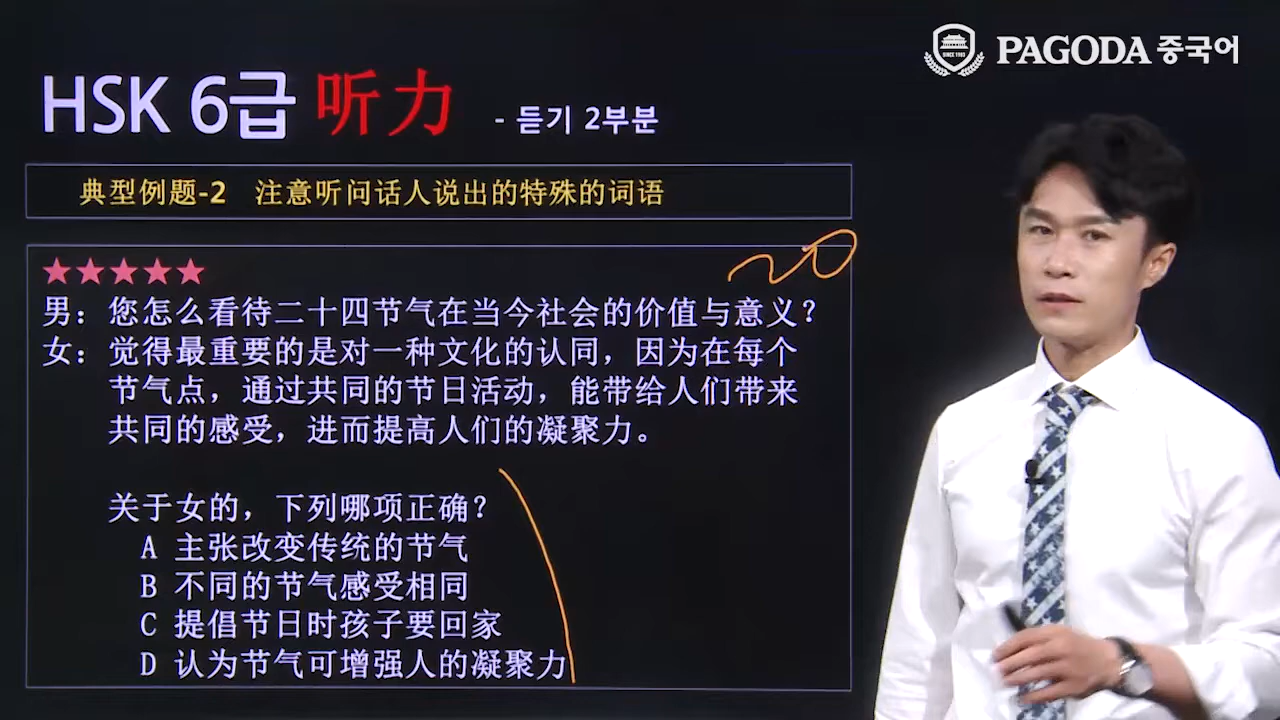 SINCE 1983
PAGODA 중국어
HSK 6급 听力 - 듣기 2부분
典型例题-2 注意听问话人说出的特殊的词语
★★★★★
男：您怎么看待二十四节气在当今社会的价值与意义？
女：觉得最重要的是对一种文化的认同，因为在每个
节气点，通过共同的节日活动，能带给人们带来
共同的感受，进而提高人们的凝聚力。
关于女的，下列哪项正确？
A 主张改变传统的节气
B 不同的节气感受相同
C 提倡节日时孩子要回家
D 认为节气可增强人的凝聚力